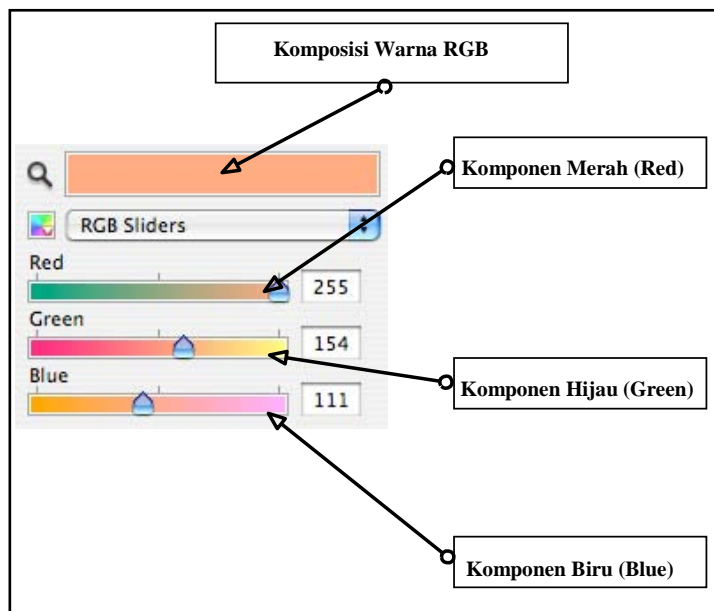 Komposisi Warna RGB
Komponen Merah (Red)
RGB Sliders
Red
255
Green
154
Blue
111
Komponen Hijau (Green)
Komponen Biru (Blue)